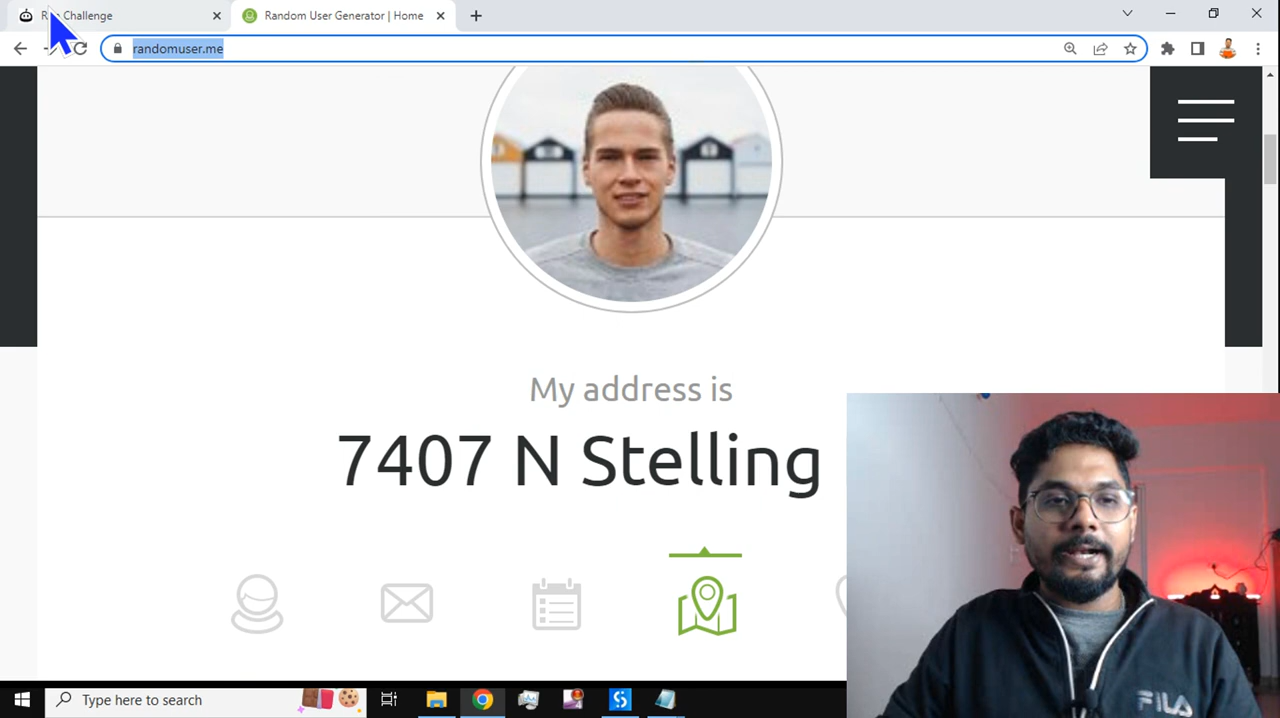 Challenge
Random User Generator | Home
randomuser.me
My address is
7407 N Stelling
Type here to search
FILA